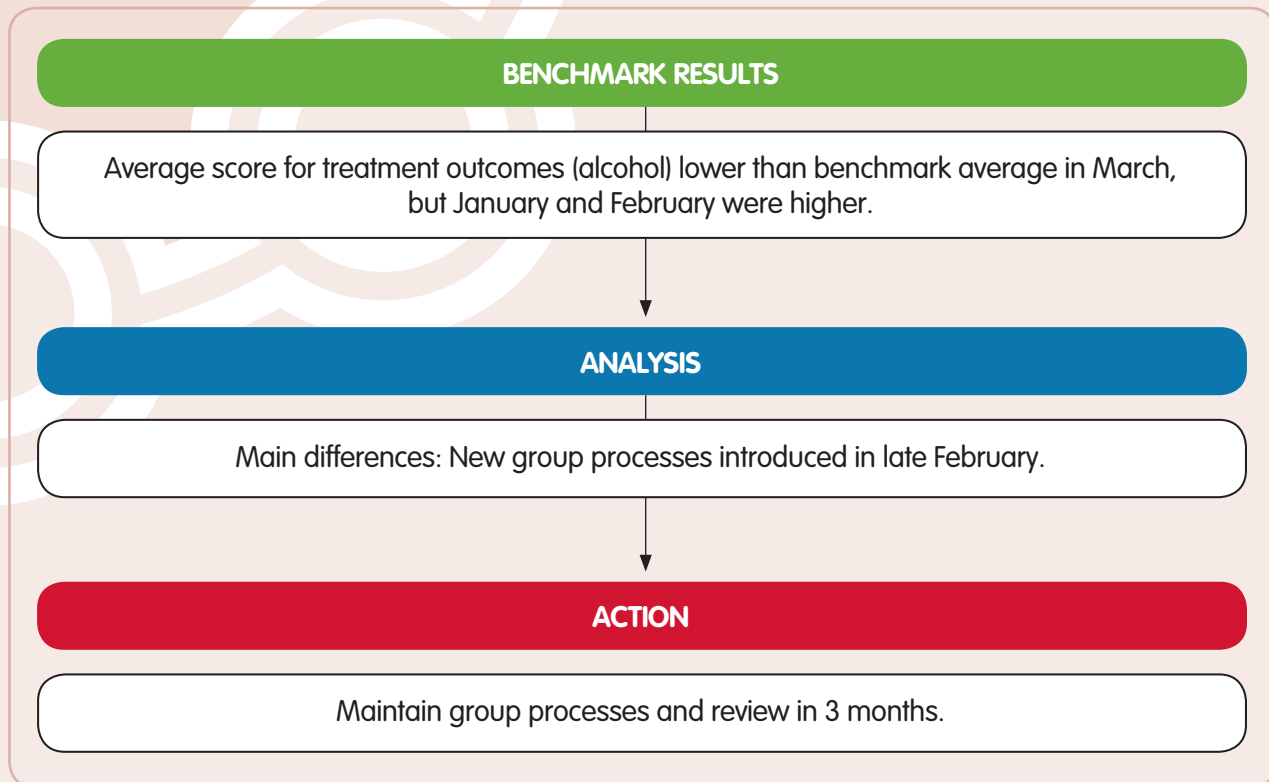 BENCHMARK RESULTS
Average score for treatment outcomes (alcohol) lower than benchmark average in March,
but January and February were higher.
ANALYSIS
Main differences: New group processes introduced in late February.
ACTION
Maintain group processes and review in 3 months.